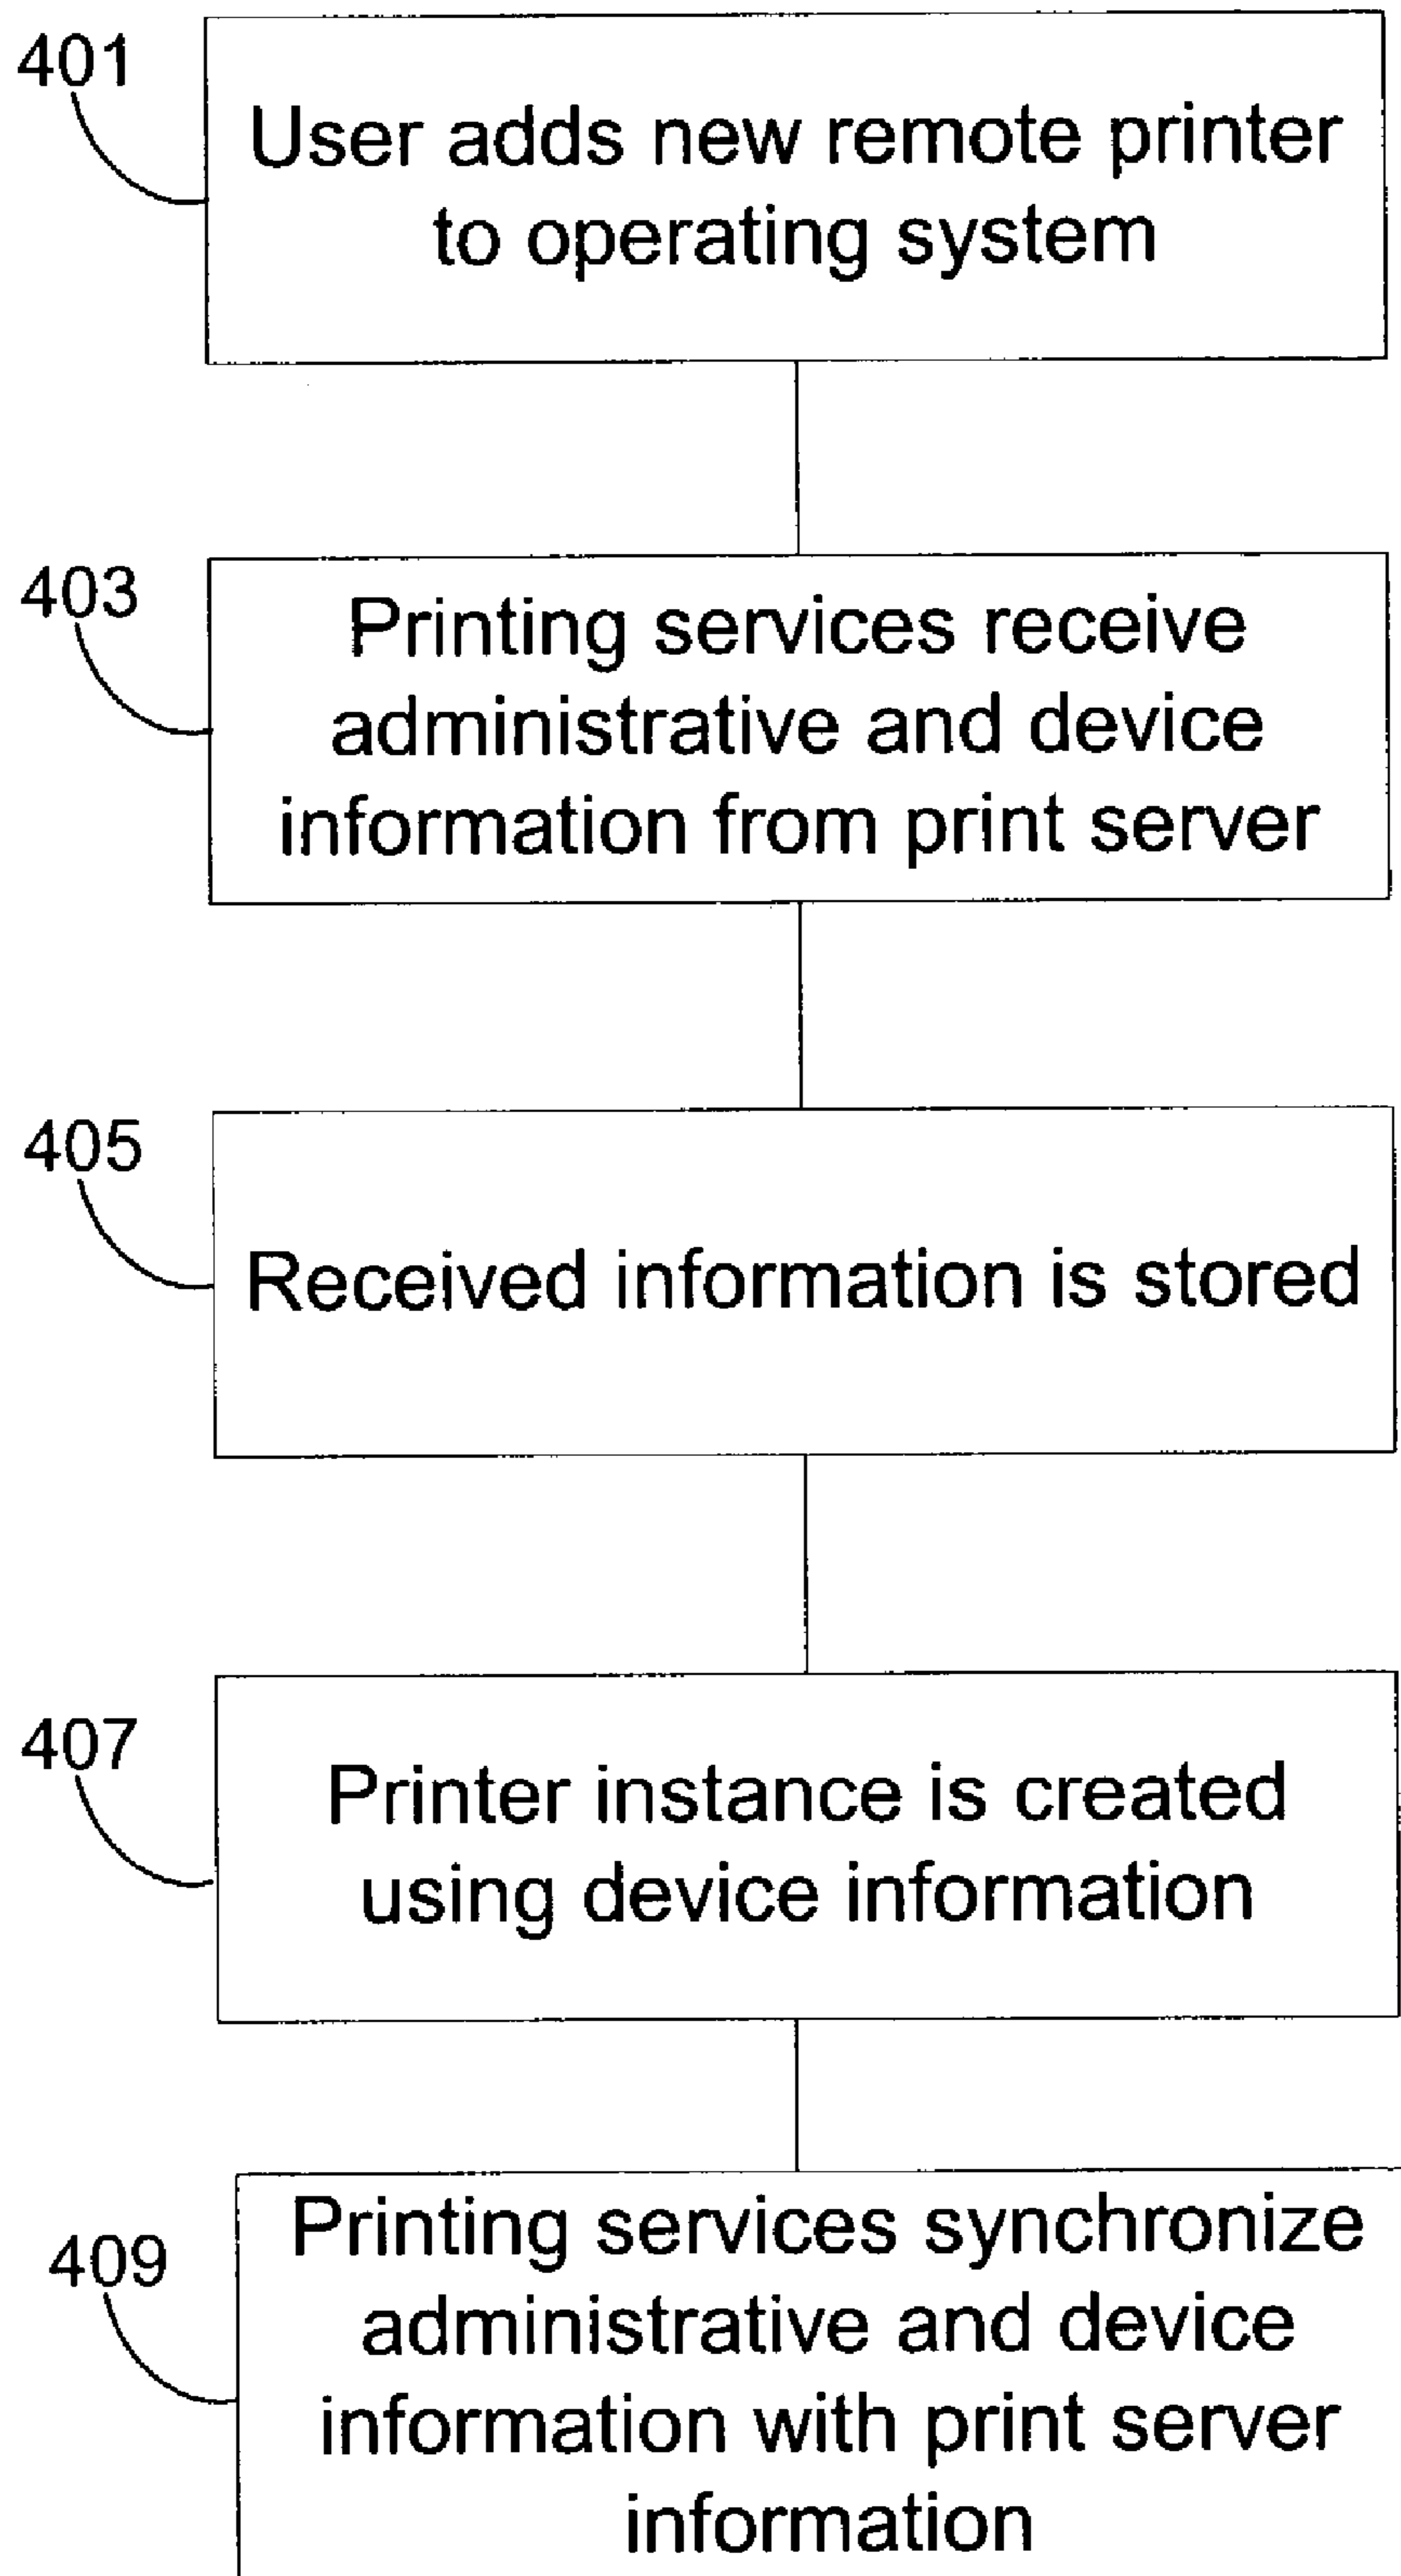 401
User adds new remote printer
to operating system
403
Printing services receive
administrative and device
information from print server
405
Received information is stored
407
Printer instance is created
using device information
409
Printing services synchronize
administrative and device
information with print server
information